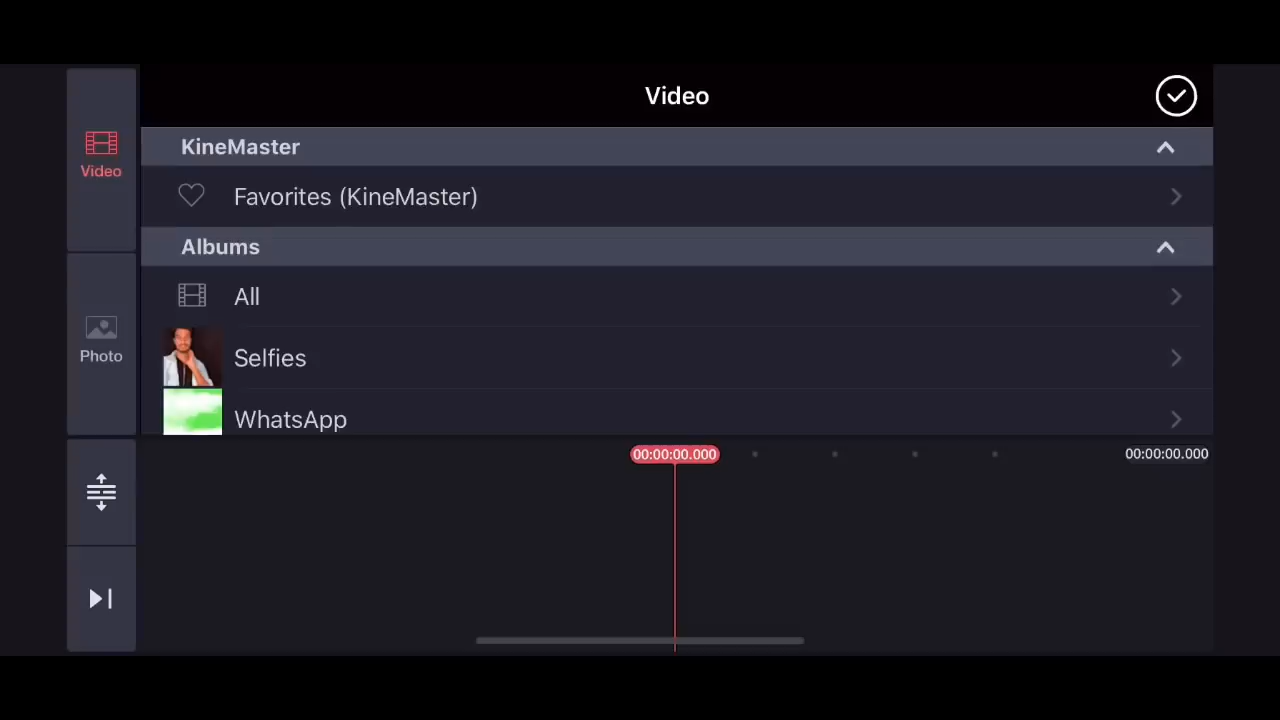 Video
Video
KineMaster
Favorites (KineMaster)
Albums
All
Photo
Selfies
WhatsApp
00:00:00.000
00:00:00.000